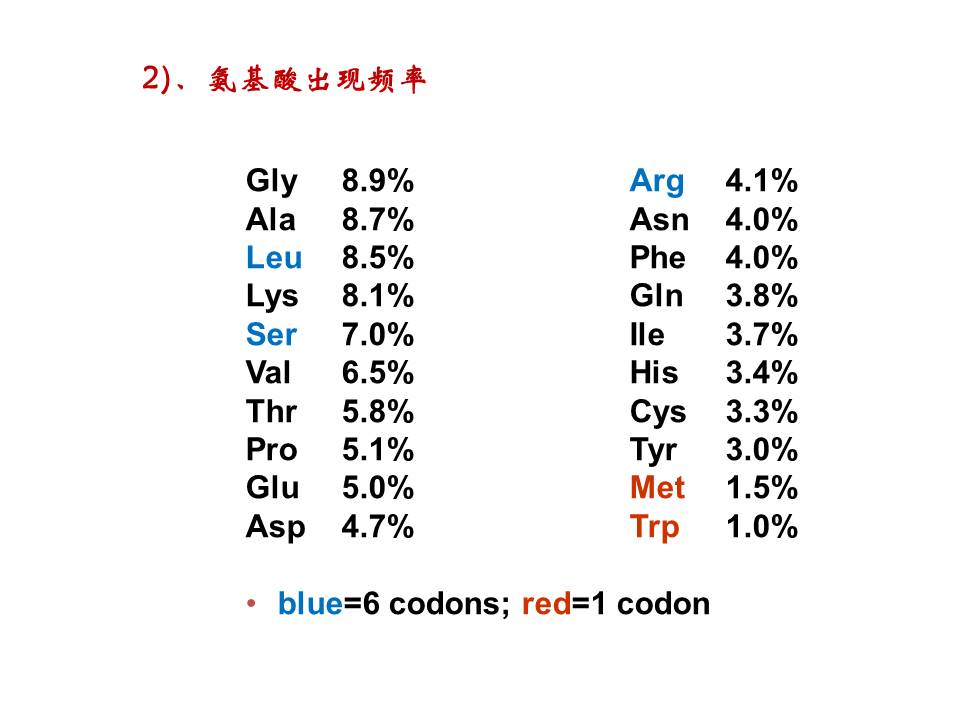 2)．氨基酸出现频率
Gly 8.9%
Ala 8.7%
Leu 8.5%
Lys 8.1%
Ser 7.0%
Val 6.5%
Thr 5.8%
Pro 5.1%
Glu 5.0%
Asp 4.7%
Arg 4.1%
Asn 4.0%
Phe 4.0%
Gln 3.8%
Ile 3.7%
His 3.4%
Cys 3.3%
Tyr 3.0%
Met 1.5%
Trp 1.0%
• blue=6 codons; red=1 codon